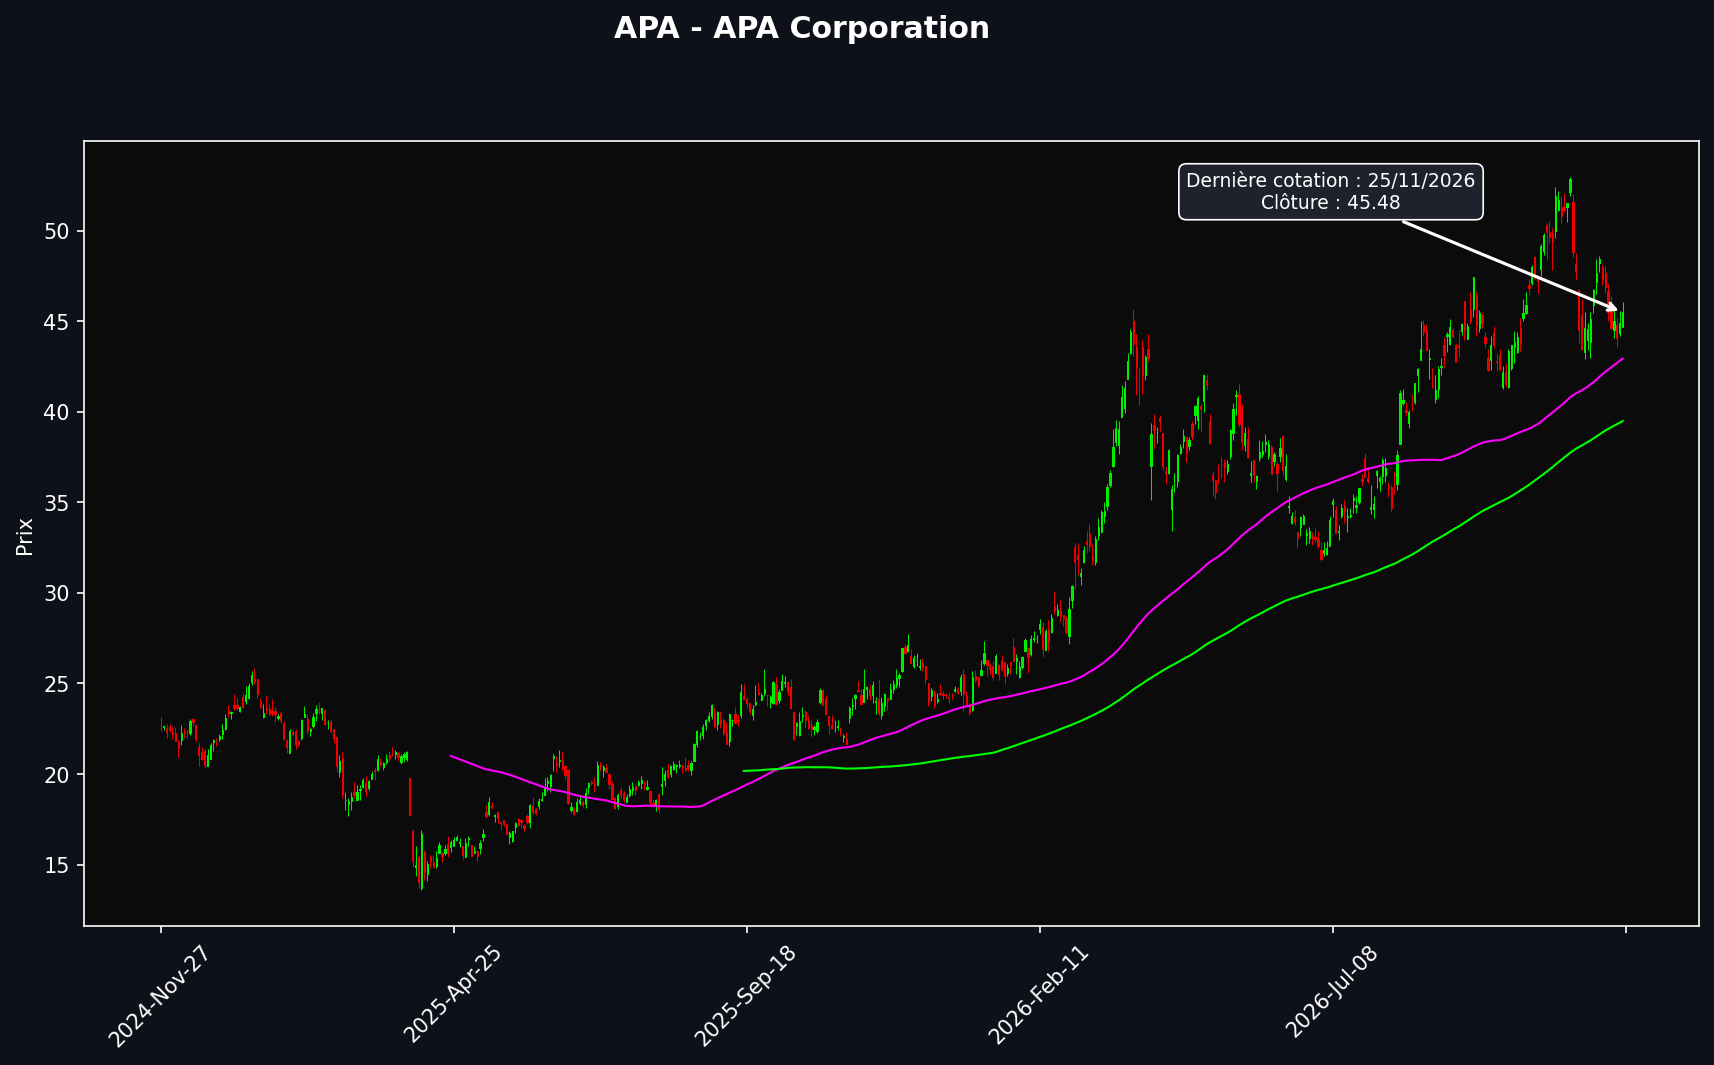 APA - APA Corporation
Dernière cotation : 25/11/2026
Clôture : 45.48
Prix
50
45
40
35
30
25
20
15
2024-Nov-27
2025-Apr-25
2025-Sep-18
2026-Feb-11
2026-Jul-08